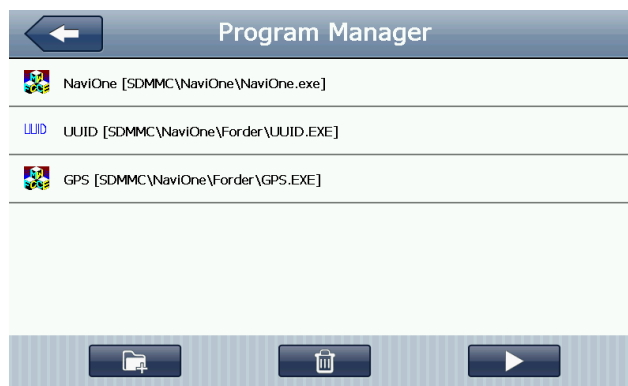 Program Manager
NaviOne [SDMMC\NaviOne\NaviOne.exe]
UUID UUID [SDMMC\NaviOne\Forder\UUID.EXE]
GPS [SDMMC\NaviOne\Forder\GPS.EXE]